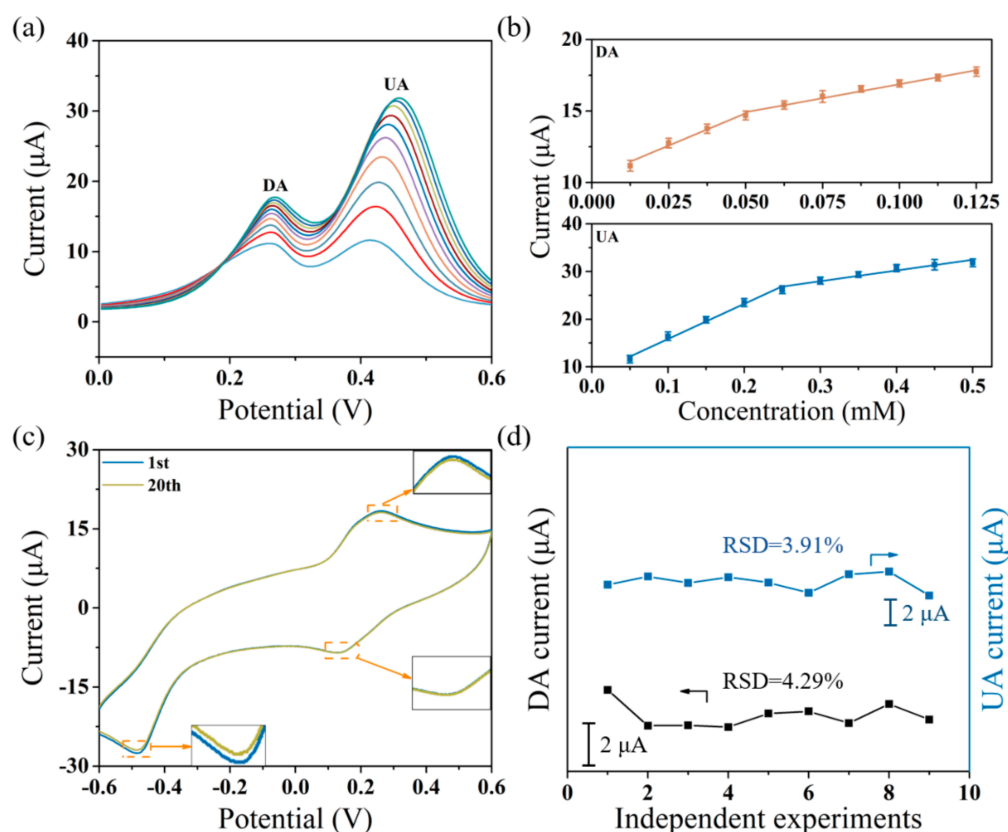 (a)
40
30
20
10
0
Current (μA)
DA
UA
0.0 0.2 0.4 0.6
Potential (V)
(b)
20
15
10
DA
0.000 0.025 0.050 0.075 0.100 0.125
Current (μA)
40
30
20
10
UA
0.0 0.1 0.2 0.3 0.4 0.5
Concentration (mM)
(c)
30
15
0
-15
-30
Current (μA)
1st
20th
-0.6 -0.4 -0.2 0.0 0.2 0.4 0.6
Potential (V)
(d)
DA current (μA)
UA current (μA)
RSD=3.91%
2 μA
RSD=4.29%
2 μA
0 2 4 6 8 10
Independent experiments